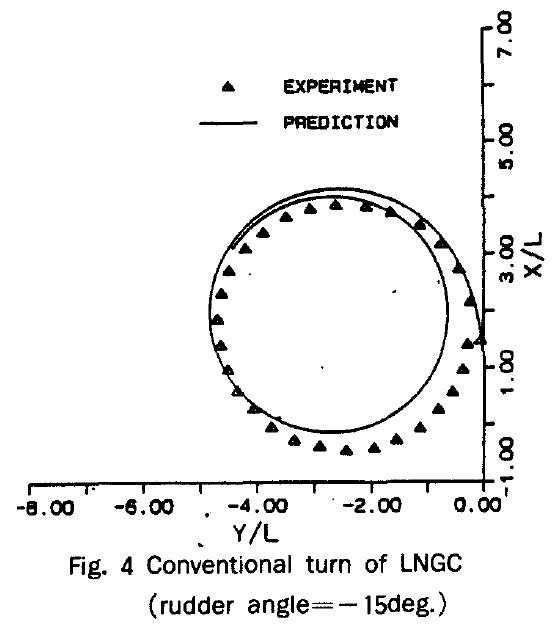 7.00
EXPERIMENT
PREDICTION
5.00
3.00
X/L
1.00
-1.00
-8.00 -6.00 -4.00 -2.00 0.00
Y/L
Fig. 4 Conventional turn of LNGC
(rudder angle=-15deg.)